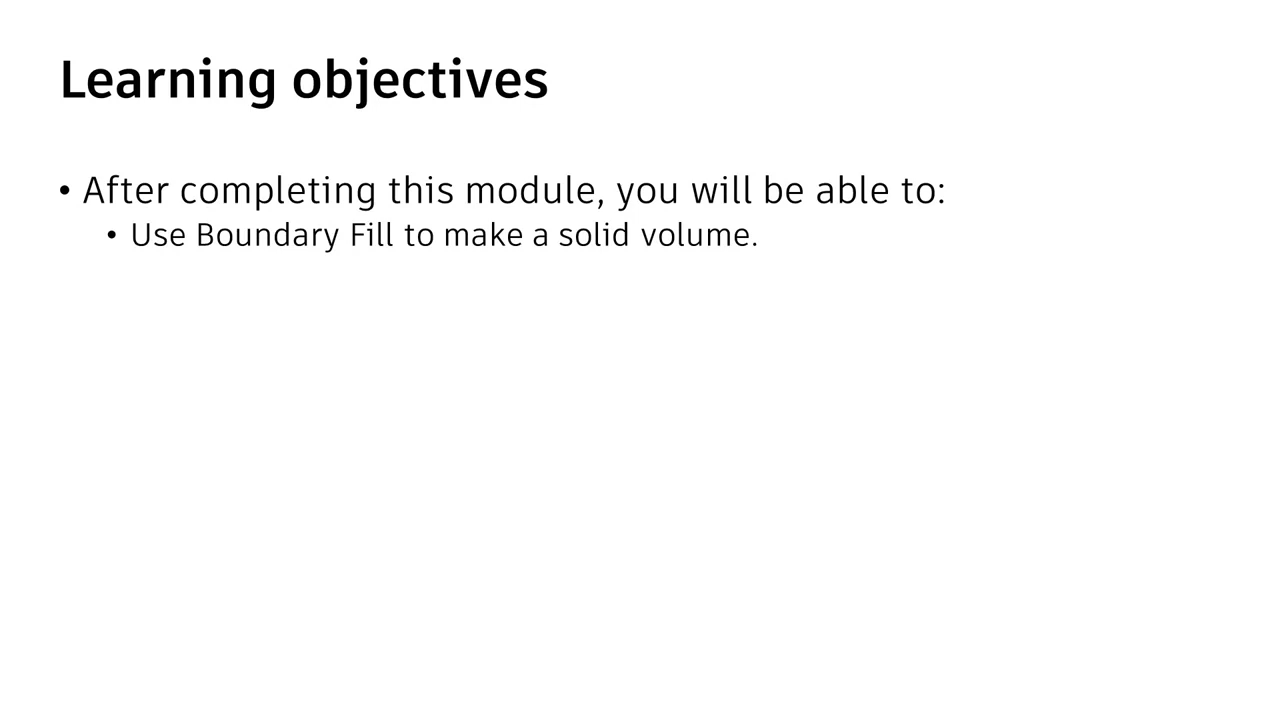 Learning objectives
• After completing this module, you will be able to:
• Use Boundary Fill to make a solid volume.